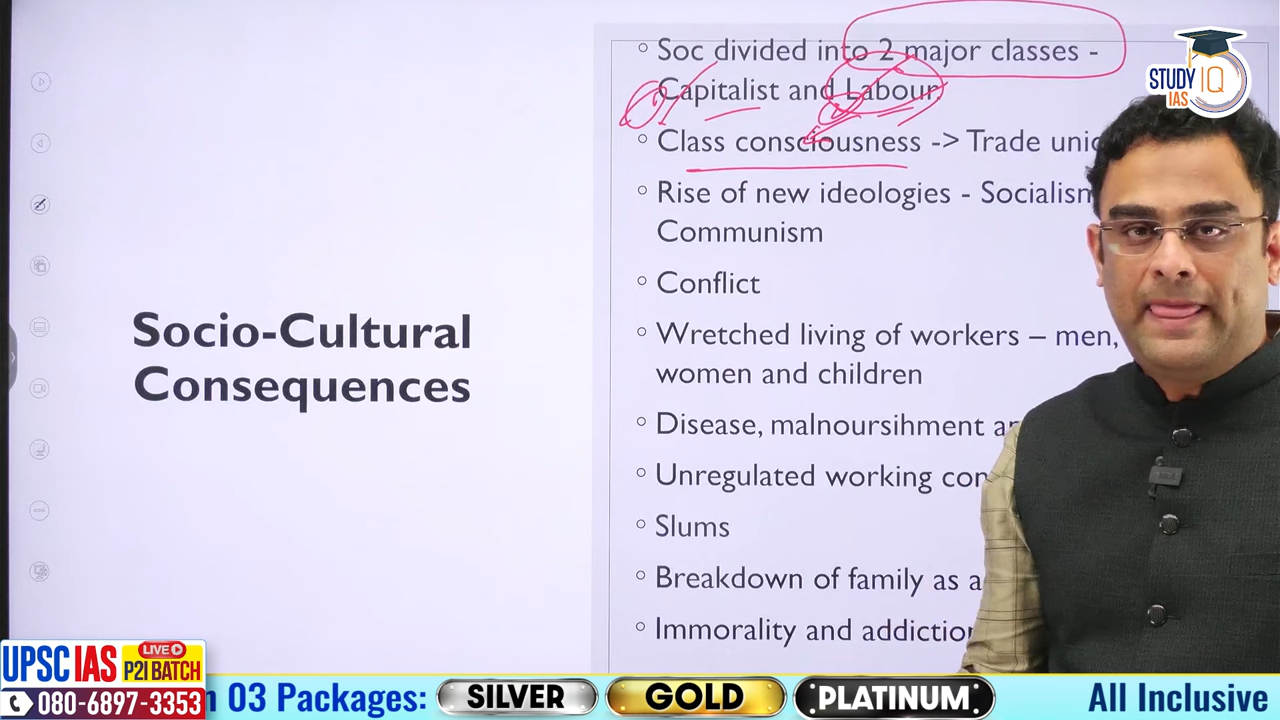 Soc divided into 2 major classes -
Capitalist and Labour
Class consciousness -> Trade
Rise of new ideologies - Socialism
Communism
Conflict
Wretched living of workers – men,
women and children
Disease, malnoursihment
Unregulated working
Slums
Breakdown of family as a
Immorality and addiction
Socio-Cultural
Consequences
STUDY IQ
IAS
UPSC IAS LIVE P2I BATCH
080-6897-3353
03 Packages: SILVER GOLD PLATINUM All Inclusive